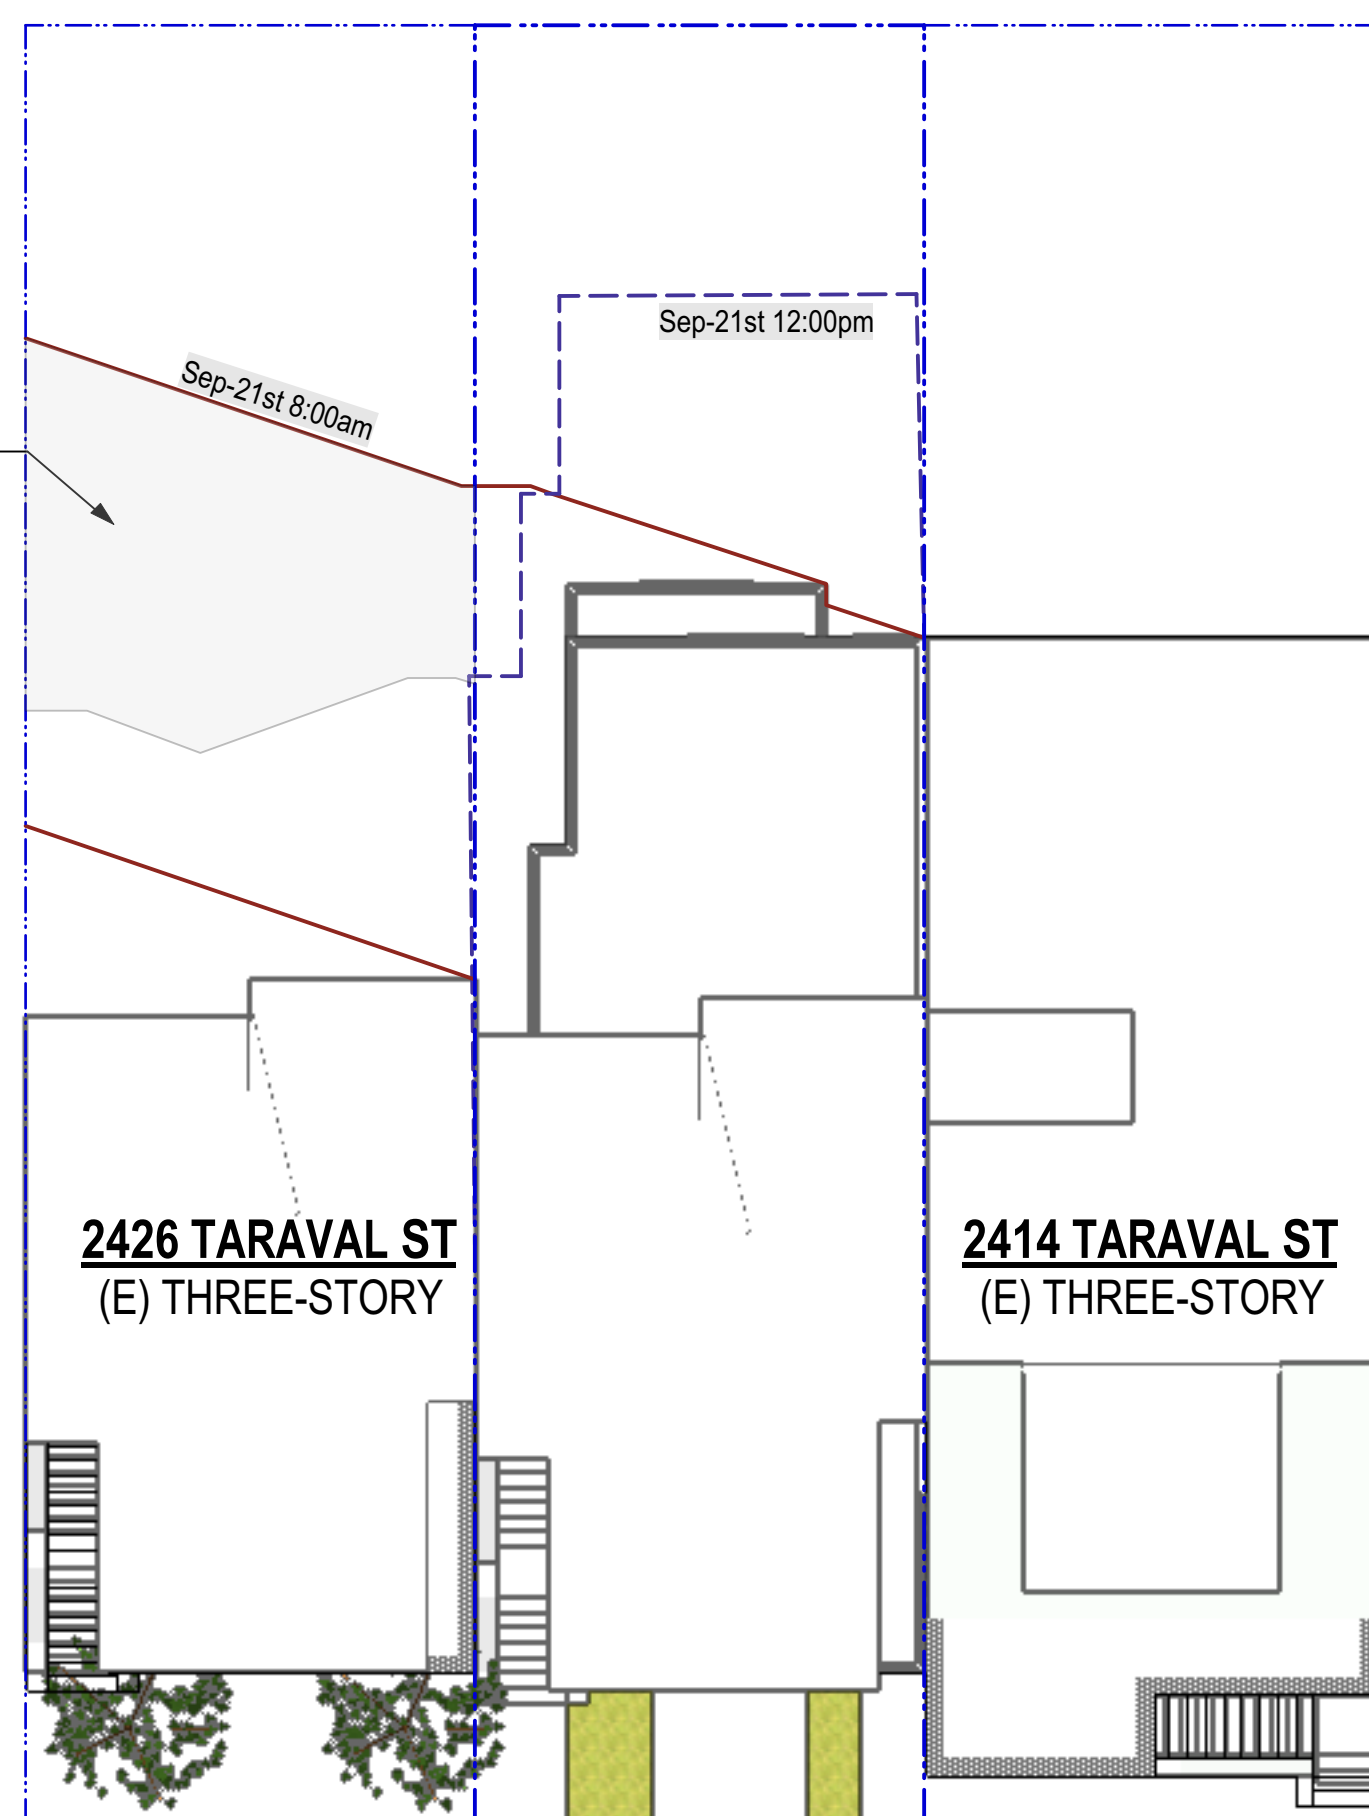 Sep-21st 12:00pm
Sep-21st 8:00am
2426 TARAVAL ST
(E) THREE-STORY
2414 TARAVAL ST
(E) THREE-STORY